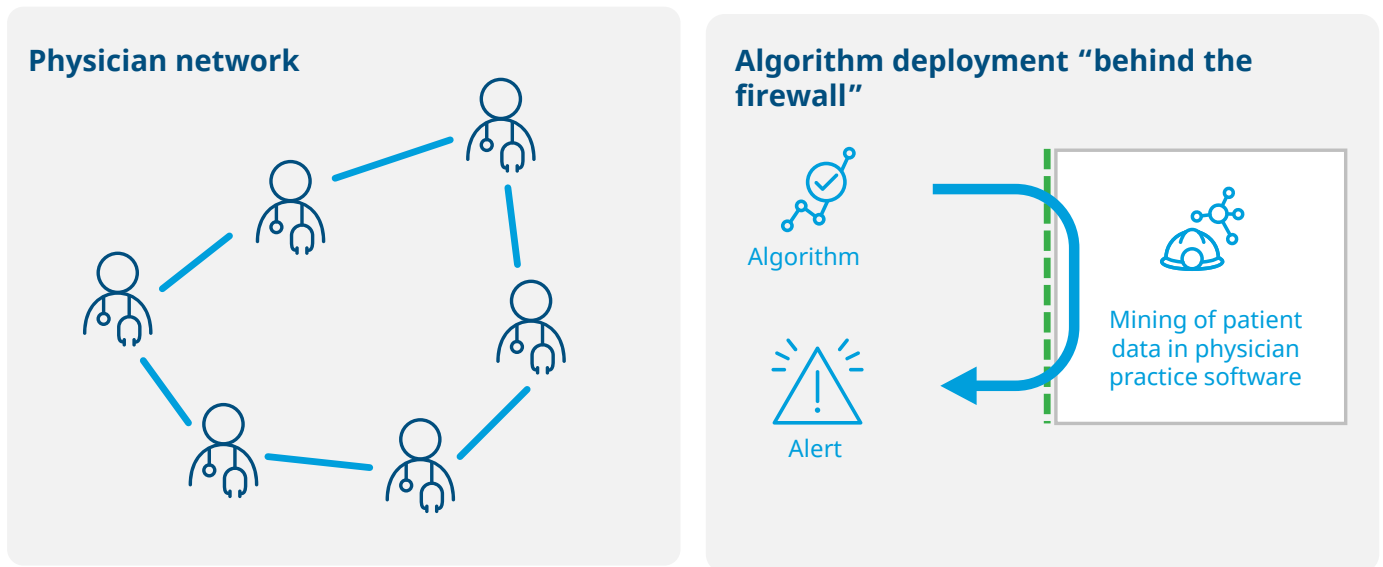 Physician network
Algorithm deployment “behind the
firewall”
Algorithm
Mining of patient
data in physician
practice software
Alert